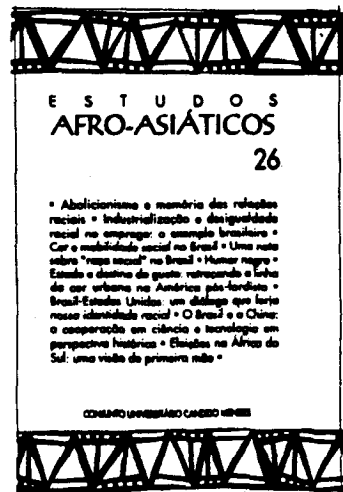 ESTUDOS
AFRO-ASIÁTICOS
26
• Abolicionismo e memória das relações
raciais • Industrialização e desigualdade
racial no emprego: o exemplo brasileiro •
Cor e mobilidade social no Brasil • Uma nota
sobre "raça social" no Brasil • Humor negro •
Estado e destino do gueto: retraçando a linha
de cor urbana na América pós-fordista •
Brasil-Estados Unidos: um diálogo que forja
nossa identidade racial • O Brasil e a China:
a cooperação em ciência e tecnologia em
perspectiva histórica • Eleições na África do
Sul: uma visão de primeira mão •
CONJUNTO UNIVERSITÁRIO CANDIDO MENDES